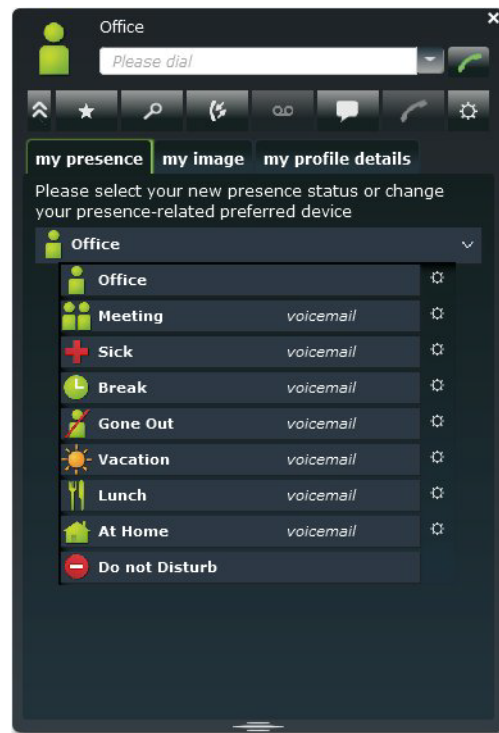 Office
Please dial
my presence my image my profile details
Please select your new presence status or change
your presence-related preferred device
Office
Office
Meeting voicemail
Sick voicemail
Break voicemail
Gone Out voicemail
Vacation voicemail
Lunch voicemail
At Home voicemail
Do not Disturb